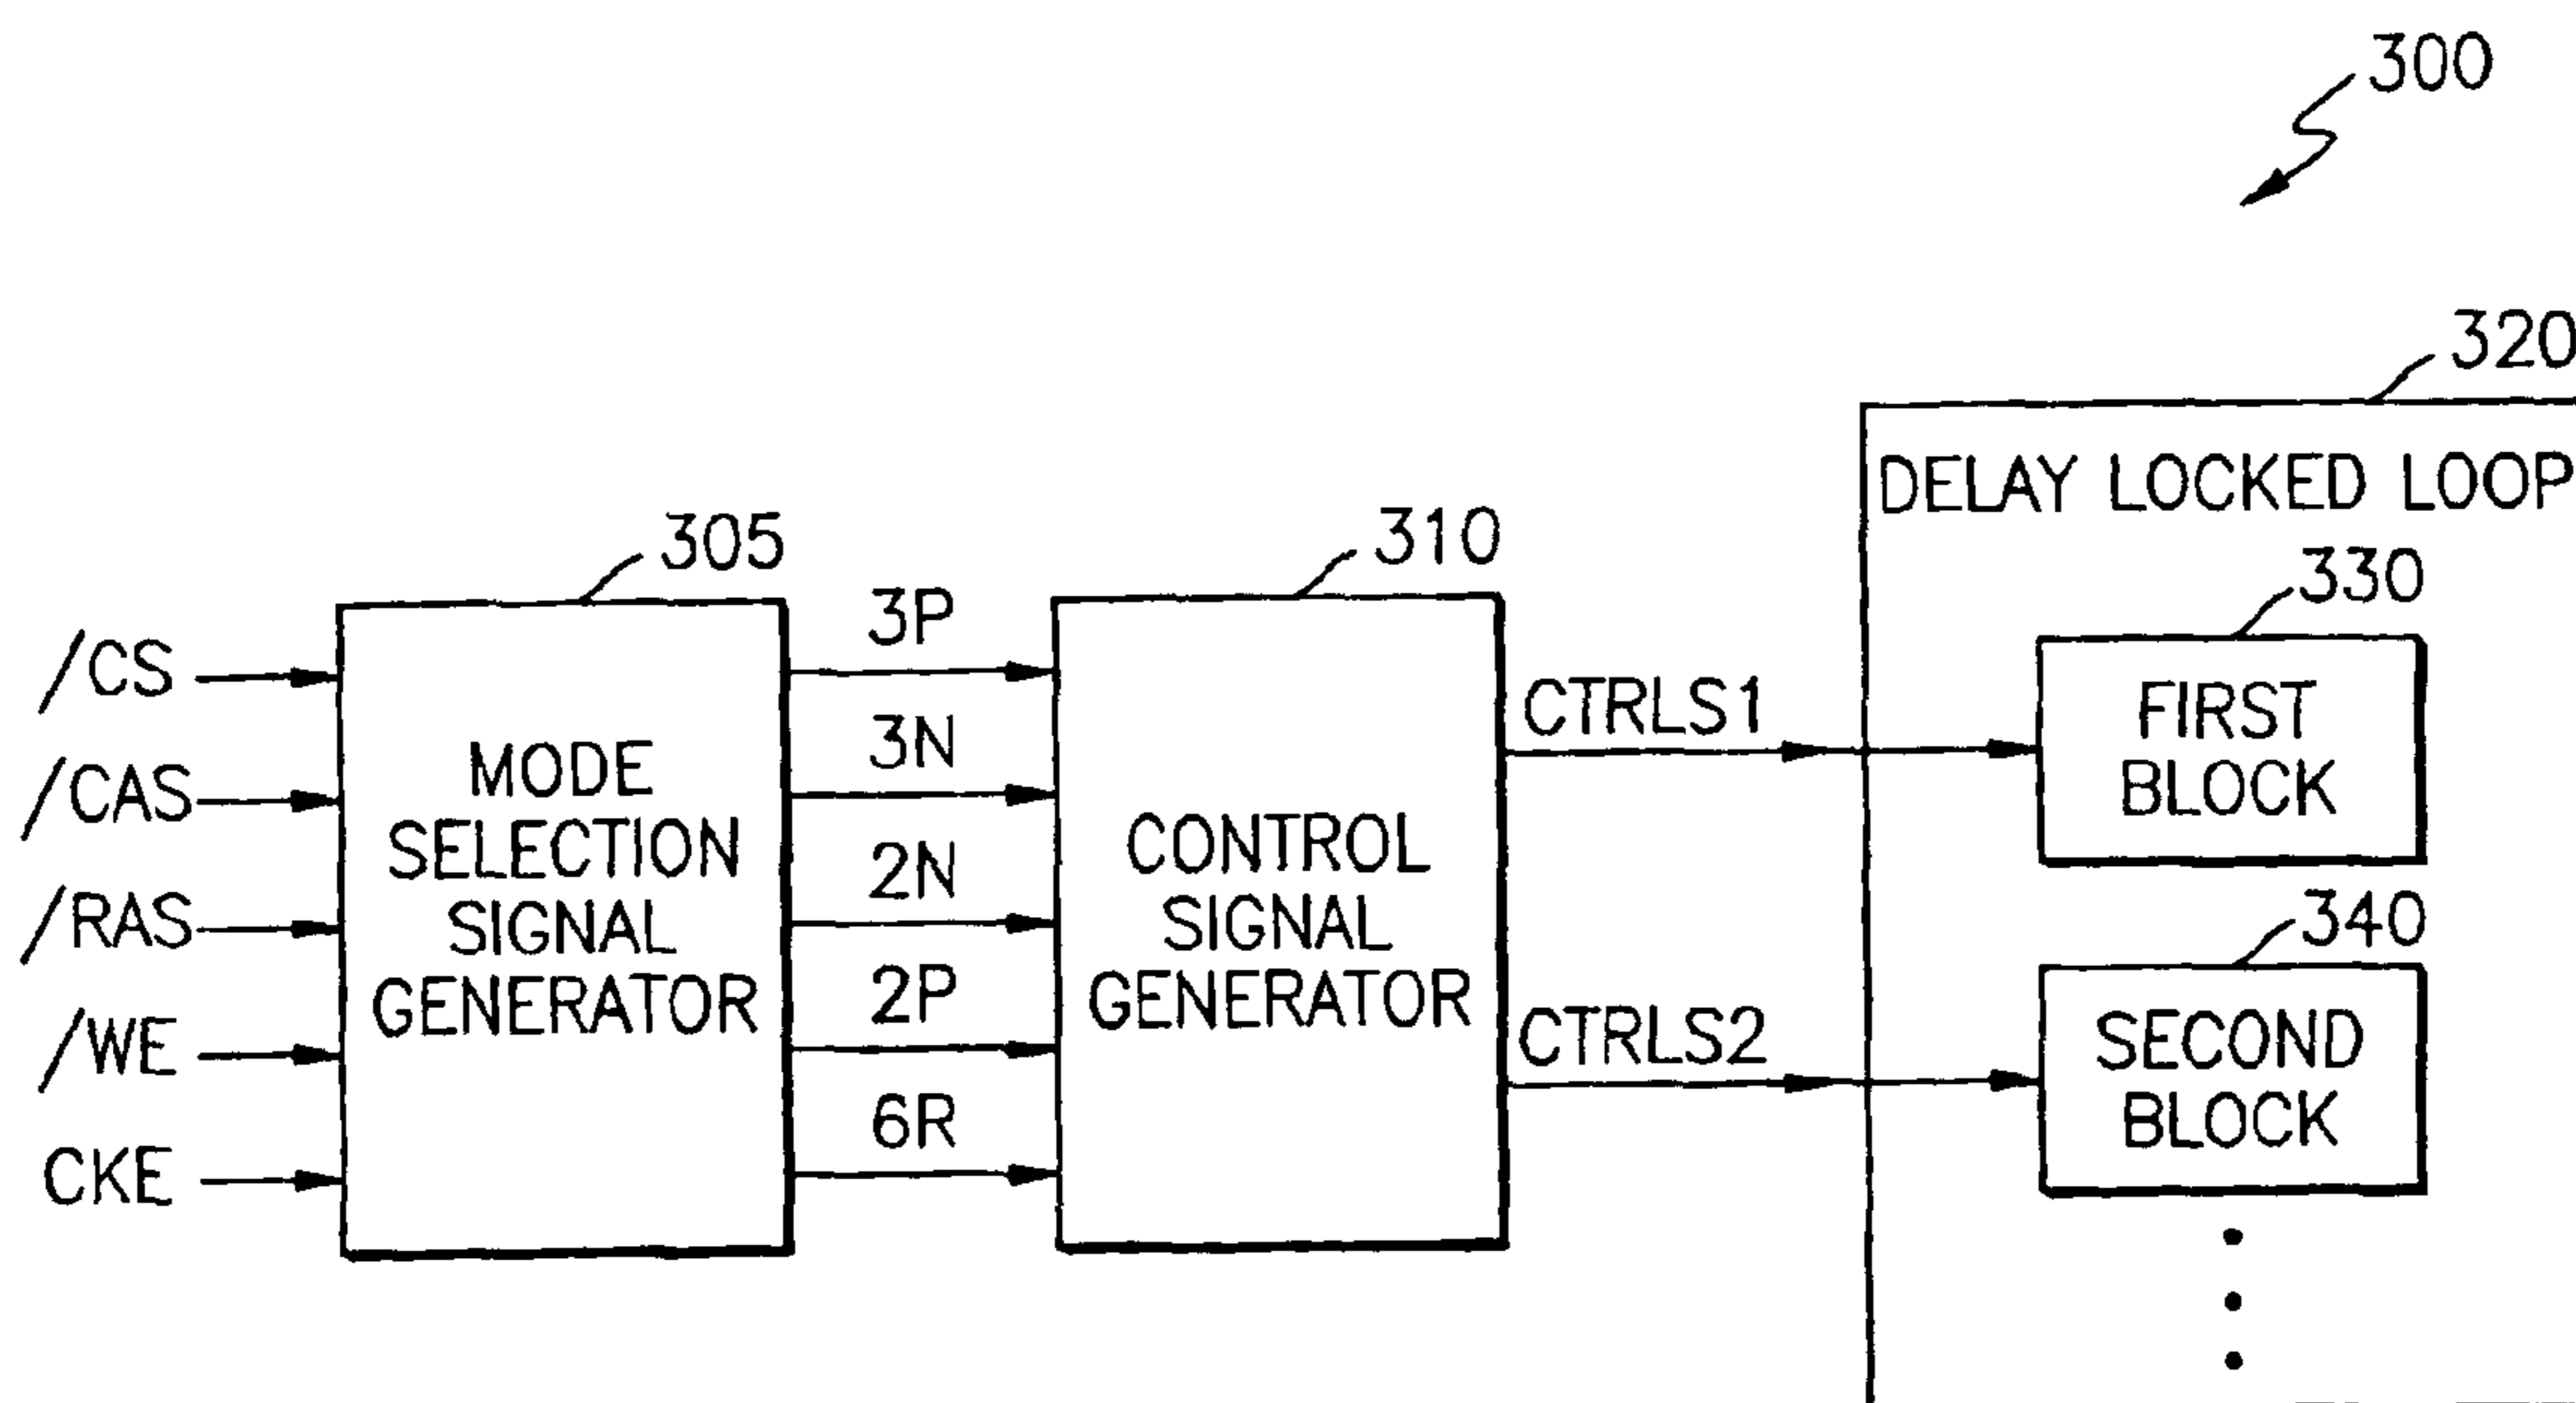 300
320
DELAY LOCKED LOOP
305
310
330
3P
/CS
FIRST
BLOCK
CTRLS1
3N
MODE
SELECTION
SIGNAL
GENERATOR
/CAS
CONTROL
SIGNAL
GENERATOR
2N
/RAS
340
2P
/WE
CTRLS2
SECOND
BLOCK
6R
CKE